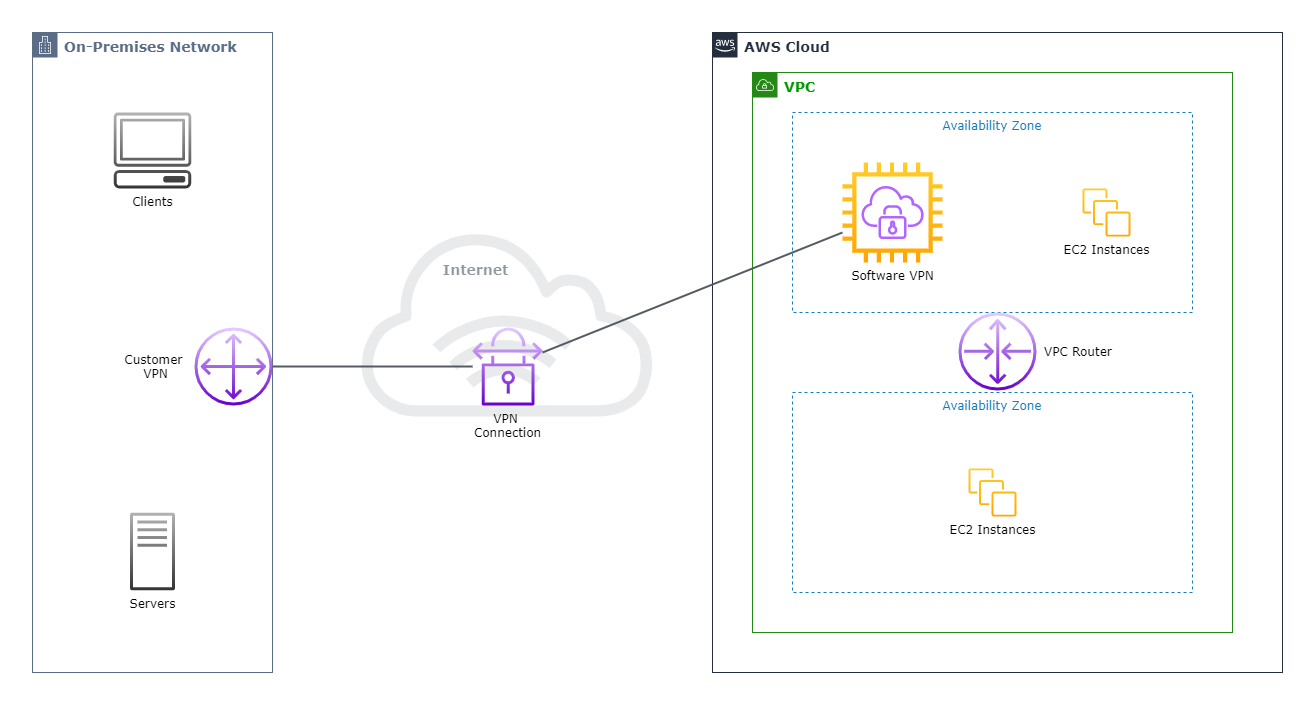 On-Premises Network
Clients
Customer
VPN
Servers
Internet
VPN
Connection
aws
AWS Cloud
VPC
Availability Zone
Software VPN
EC2 Instances
VPC Router
Availability Zone
EC2 Instances